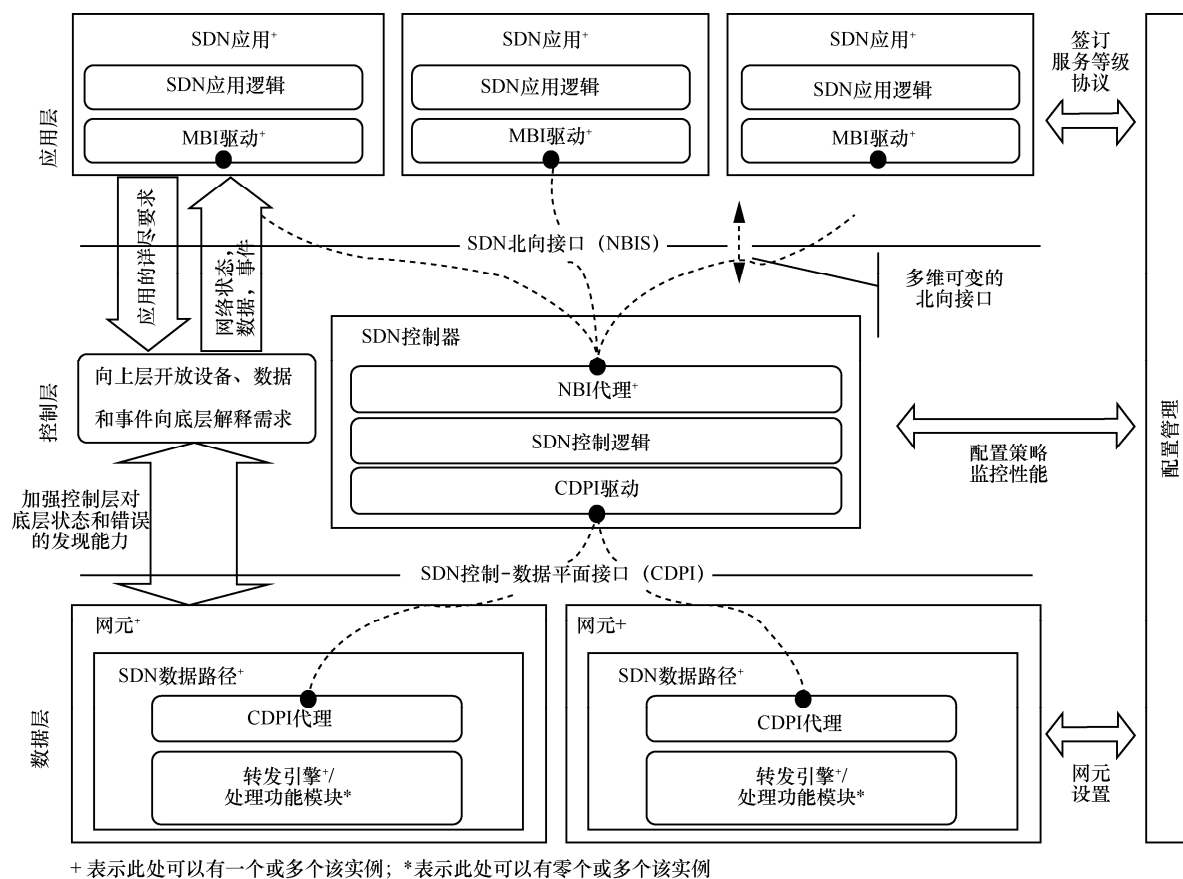 SDN应用+
SDN应用逻辑
MBI驱动+
SDN应用+
SDN应用逻辑
MBI驱动+
SDN应用+
SDN应用逻辑
MBI驱动+
签订
服务等级
协议
应用层
应用的详尽要求
网络状态,
数据,事件
SDN北向接口（NBIS）
多维可变的
北向接口
控制层
向上层开放设备、数据
和事件向底层解释需求
SDN控制器
NBI代理+
SDN控制逻辑
CDPI驱动
配置策略
监控性能
配置管理
加强控制层对
底层状态和错误
的发现能力
SDN控制-数据平面接口（CDPI）
数据层
网元+
SDN数据路径+
CDPI代理
转发引擎+/
处理功能模块*
网元+
SDN数据路径+
CDPI代理
转发引擎+/
处理功能模块*
网元
设置
+ 表示此处可以有一个或多个该实例；*表示此处可以有零个或多个该实例